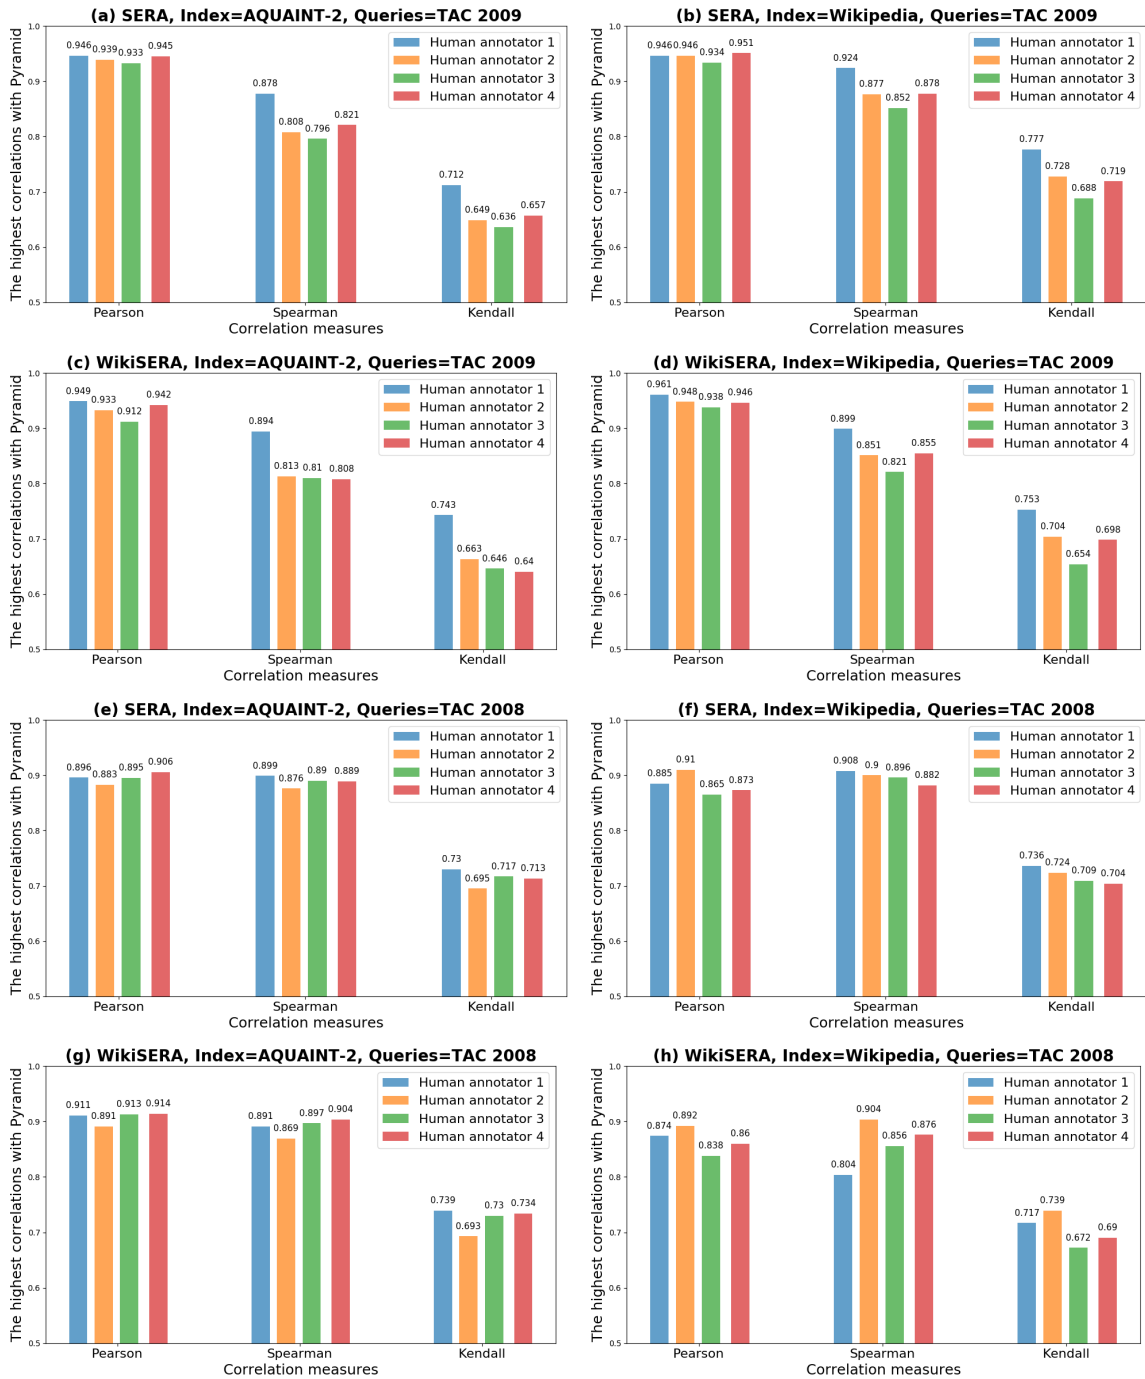 (a) SERA, Index=AQUAINT-2, Queries=TAC 2009
The highest correlations with Pyramid
1.0
0.9
0.8
0.7
0.6
0.5
0.946 0.939 0.933 0.945
0.878 0.808 0.796 0.821
0.712 0.649 0.636 0.657
Human annotator 1
Human annotator 2
Human annotator 3
Human annotator 4
Pearson Spearman Kendall
Correlation measures
(b) SERA, Index=Wikipedia, Queries=TAC 2009
The highest correlations with Pyramid
1.0
0.9
0.8
0.7
0.6
0.5
0.946 0.946 0.934 0.951
0.924 0.877 0.852 0.878
0.777 0.728 0.688 0.719
Human annotator 1
Human annotator 2
Human annotator 3
Human annotator 4
Pearson Spearman Kendall
Correlation measures
(c) WikiSERA, Index=AQUAINT-2, Queries=TAC 2009
The highest correlations with Pyramid
1.0
0.9
0.8
0.7
0.6
0.5
0.949 0.933 0.912 0.942
0.894 0.813 0.81 0.808
0.743 0.663 0.646 0.64
Human annotator 1
Human annotator 2
Human annotator 3
Human annotator 4
Pearson Spearman Kendall
Correlation measures
(d) WikiSERA, Index=Wikipedia, Queries=TAC 2009
The highest correlations with Pyramid
1.0
0.9
0.8
0.7
0.6
0.5
0.961 0.948 0.938 0.946
0.899 0.851 0.821 0.855
0.753 0.704 0.654 0.698
Human annotator 1
Human annotator 2
Human annotator 3
Human annotator 4
Pearson Spearman Kendall
Correlation measures
(e) SERA, Index=AQUAINT-2, Queries=TAC 2008
The highest correlations with Pyramid
1.0
0.9
0.8
0.7
0.6
0.5
0.896 0.883 0.895 0.906
0.899 0.876 0.89 0.889
0.73 0.695 0.717 0.713
Human annotator 1
Human annotator 2
Human annotator 3
Human annotator 4
Pearson Spearman Kendall
Correlation measures
(f) SERA, Index=Wikipedia, Queries=TAC 2008
The highest correlations with Pyramid
1.0
0.9
0.8
0.7
0.6
0.5
0.885 0.91 0.865 0.873
0.908 0.9 0.896 0.882
0.736 0.724 0.709 0.704
Human annotator 1
Human annotator 2
Human annotator 3
Human annotator 4
Pearson Spearman Kendall
Correlation measures
(g) WikiSERA, Index=AQUAINT-2, Queries=TAC 2008
The highest correlations with Pyramid
1.0
0.9
0.8
0.7
0.6
0.5
0.911 0.891 0.913 0.914
0.891 0.869 0.897 0.904
0.739 0.693 0.73 0.734
Human annotator 1
Human annotator 2
Human annotator 3
Human annotator 4
Pearson Spearman Kendall
Correlation measures
(h) WikiSERA, Index=Wikipedia, Queries=TAC 2008
The highest correlations with Pyramid
1.0
0.9
0.8
0.7
0.6
0.5
0.874 0.892 0.838 0.86
0.804 0.904 0.856 0.876
0.717 0.739 0.672 0.69
Human annotator 1
Human annotator 2
Human annotator 3
Human annotator 4
Pearson Spearman Kendall
Correlation measures